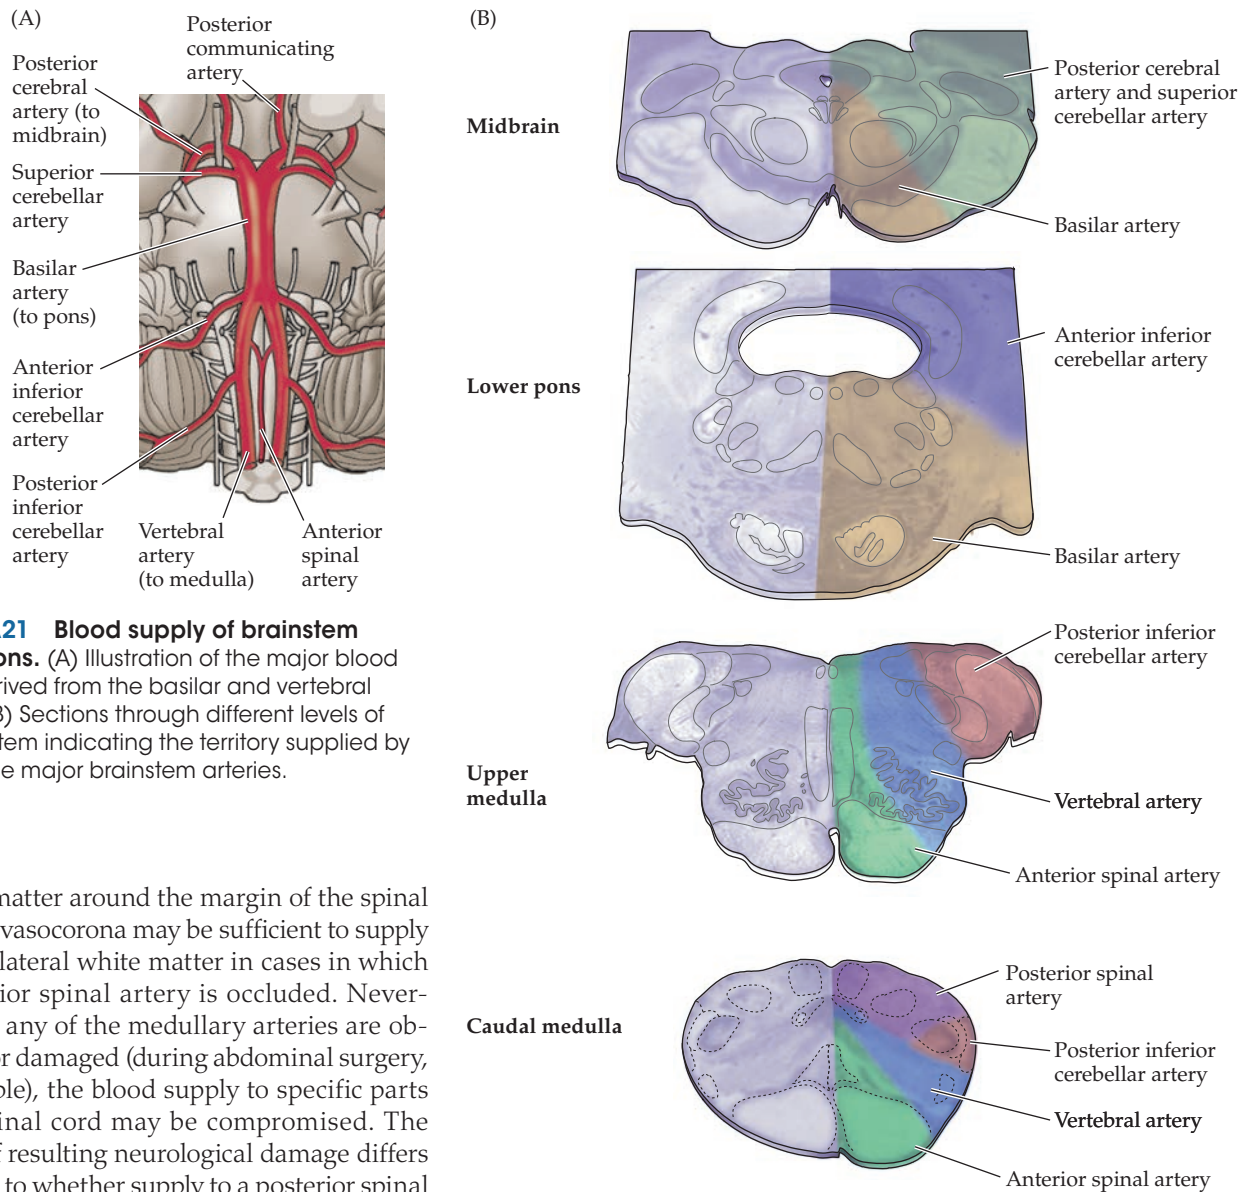 (A)
Posterior
communicating
artery
Posterior
cerebral
artery (to
midbrain)
Superior
cerebellar
artery
Basilar
artery
(to pons)
Anterior
inferior
cerebellar
artery
Posterior
inferior
cerebellar
artery
Vertebral
artery
(to medulla)
Anterior
spinal
artery
21 Blood supply of brainstem
ons. (A) Illustration of the major blood
rived from the basilar and vertebral
B) Sections through different levels of
tem indicating the territory supplied by
e major brainstem arteries.
matter around the margin of the spinal
vasocorona may be sufficient to supply
lateral white matter in cases in which
ior spinal artery is occluded. Never-
any of the medullary arteries are ob-
or damaged (during abdominal surgery,
ple), the blood supply to specific parts
inal cord may be compromised. The
f resulting neurological damage differs
to whether supply to a posterior spinal
(B)
Midbrain
Posterior cerebral
artery and superior
cerebellar artery
Basilar artery
Lower pons
Anterior inferior
cerebellar artery
Basilar artery
Upper
medulla
Posterior inferior
cerebellar artery
Vertebral artery
Anterior spinal artery
Caudal medulla
Posterior spinal
artery
Posterior inferior
cerebellar artery
Vertebral artery
Anterior spinal artery